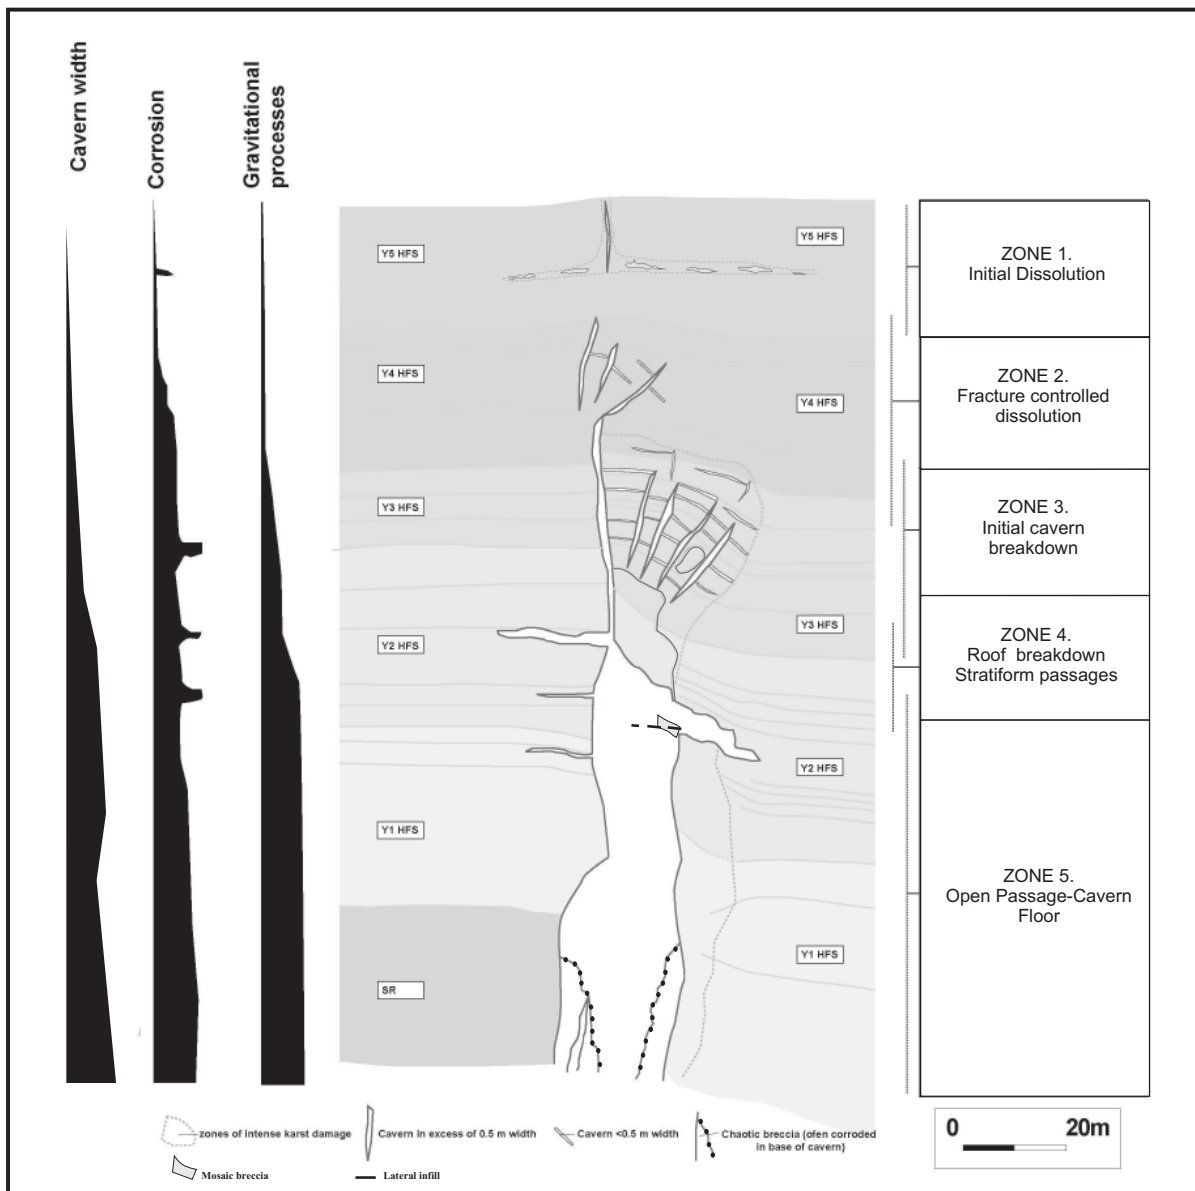 Cavern width
Corrosion
Gravitational
processes
Y5 HFS
Y5 HFS
Y4 HFS
Y4 HFS
Y3 HFS
Y3 HFS
Y2 HFS
Y2 HFS
Y1 HFS
Y1 HFS
SR
ZONE 1.
Initial Dissolution
ZONE 2.
Fracture controlled
dissolution
ZONE 3.
Initial cavern
breakdown
ZONE 4.
Roof breakdown
Stratiform passages
ZONE 5.
Open Passage-Cavern
Floor
zones of intense karst damage
Cavern in excess of 0.5 m width
Cavern <0.5 m width
Chaotic breccia (ofen corroded
in base of cavern)
Mosaic breccia
Lateral infill
0 20m